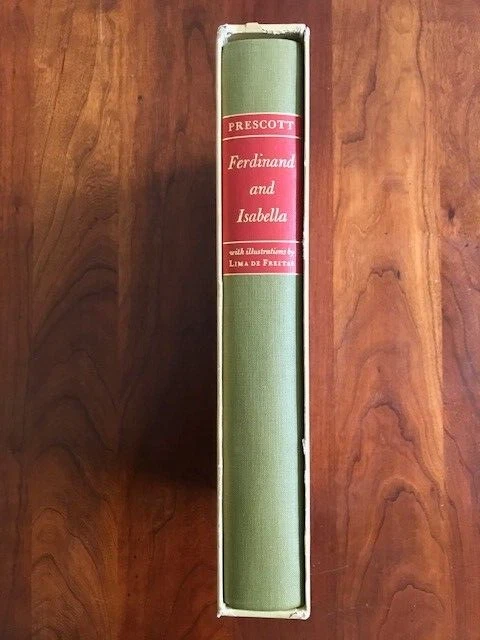 PRESCOTT
Ferdinand
and
Isabella
with illustrations by
LIMA DE FREITAS